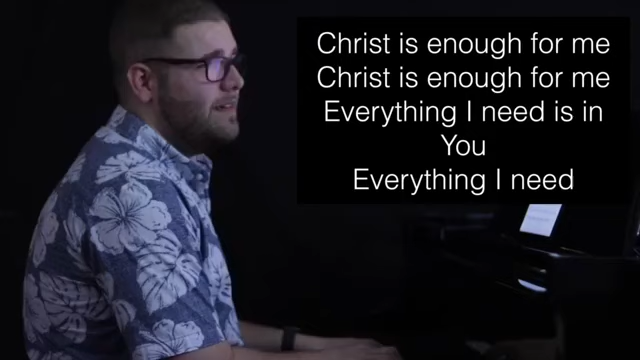 Christ is enough for me
Christ is enough for me
Everything I need is in
You
Everything I need